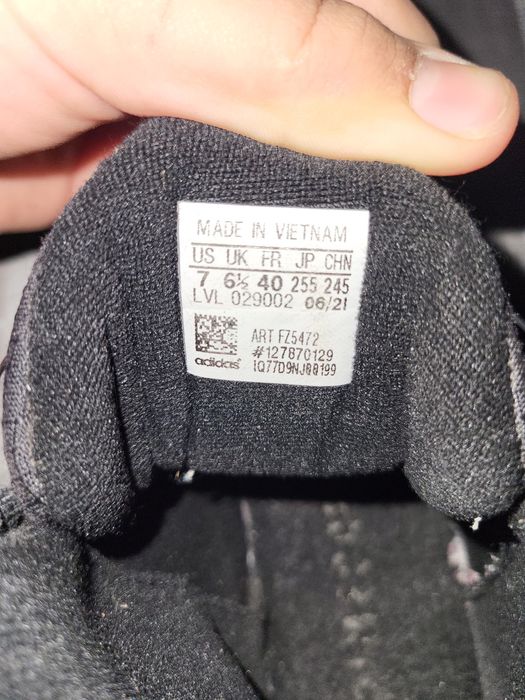 MADE IN VIETNAM
US UK FR JP CHN
7 6½ 40 255 245
LVL 029002 06/21
ART FZ5472
#127870129
adidas® IQ77D9NJ88199